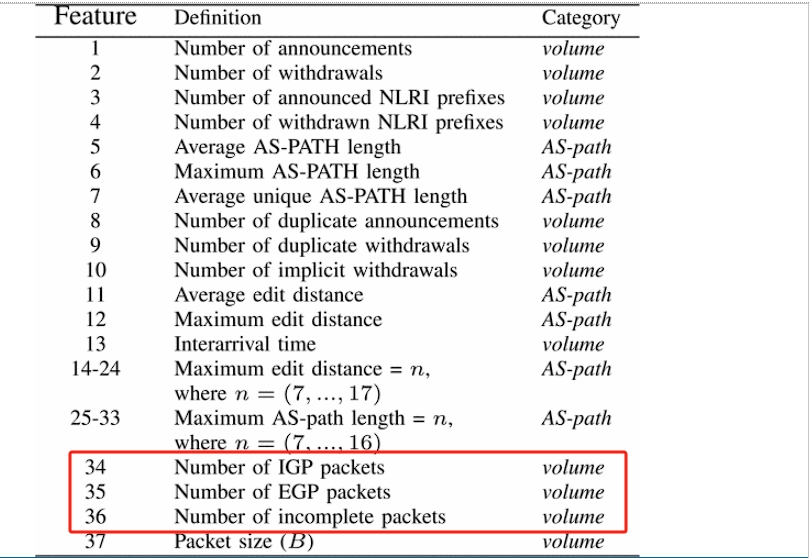 Feature Definition Category
1 Number of announcements volume
2 Number of withdrawals volume
3 Number of announced NLRI prefixes volume
4 Number of withdrawn NLRI prefixes volume
5 Average AS-PATH length AS-path
6 Maximum AS-PATH length AS-path
7 Average unique AS-PATH length AS-path
8 Number of duplicate announcements volume
9 Number of duplicate withdrawals volume
10 Number of implicit withdrawals volume
11 Average edit distance AS-path
12 Maximum edit distance AS-path
13 Interarrival time volume
14-24 Maximum edit distance = n, AS-path
where n = (7, ..., 17)
25-33 Maximum AS-path length = n, AS-path
where n = (7, ..., 16)
34 Number of IGP packets volume
35 Number of EGP packets volume
36 Number of incomplete packets volume
37 Packet size (B) volume